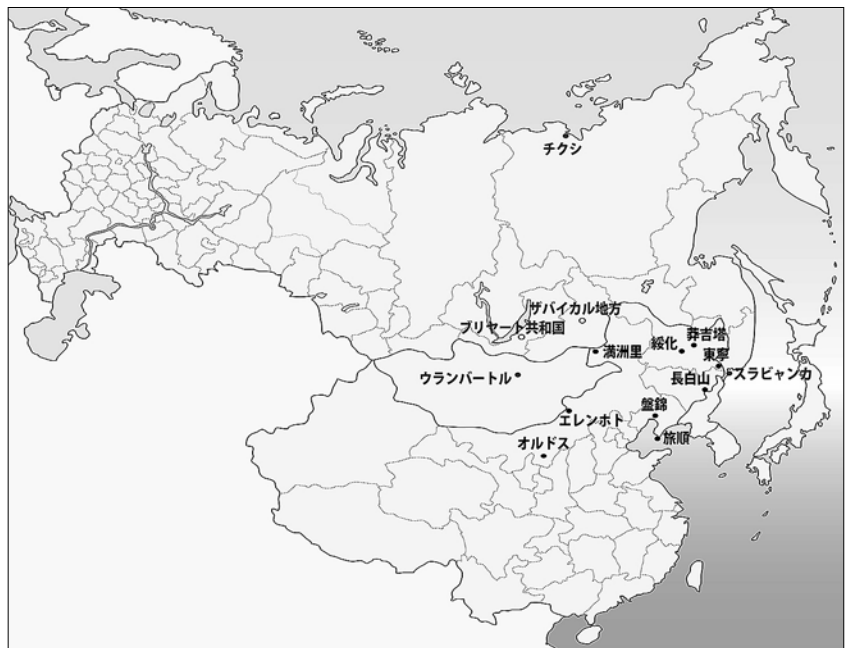 チクシ
ザバイカル地方
ブリヤート共和国
莽吉塔
綏化
東寧
満洲里
スラビャンカ
ウランバートル
長白山
盤錦
エレンホト
旅順
オルドス